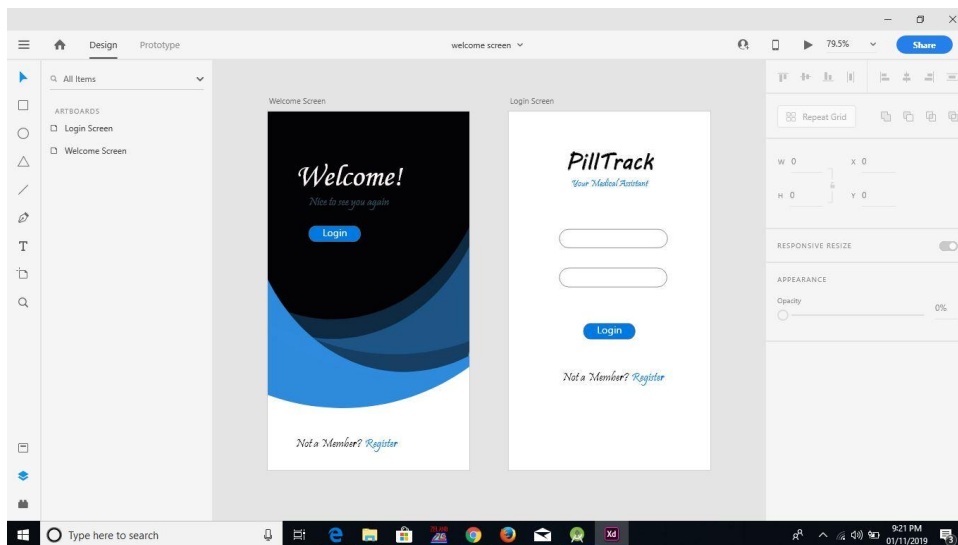 Design Prototype welcome screen 79.5% Share
All Items
ARTBOARDS
Login Screen
Welcome Screen
Welcome Screen
Welcome!
Nice to see you again
Login
Not a Member? Register
Login Screen
PillTrack
Your Medical Assistant
Login
Not a Member? Register
Repeat Grid
W 0 X 0
H 0 Y 0
RESPONSIVE RESIZE
APPEARANCE
Opacity
0%
Type here to search
Xd
9:21 PM
01/11/2019
3